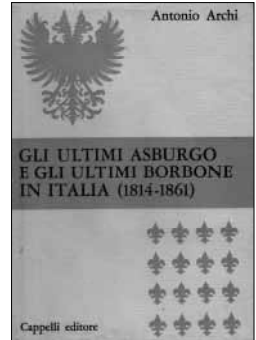 Antonio Archi
GLI ULTIMI ASBURGO
E GLI ULTIMI BORBONE
IN ITALIA (1814-1861)
Cappelli editore